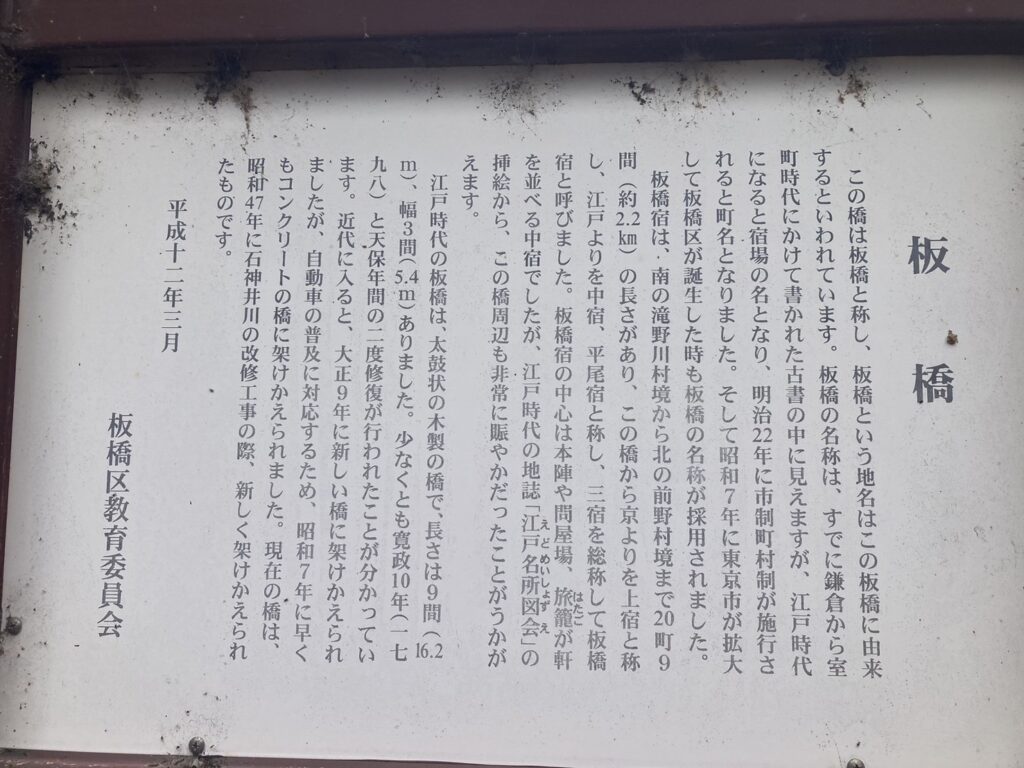 板橋
この橋は板橋と称し、板橋という地名はこの板橋に由来
するといわれています。板橋の名称は、すでに鎌倉から室
町時代にかけて書かれた古書の中に見えますが、江戸時代
になると宿場の名となり、明治22年に市制町村制が施行さ
れると町名となりました。そして昭和7年に東京市が拡大
して板橋区が誕生した時も板橋の名称が採用されました。
板橋宿は、南の滝野川村境から北の前野村境まで20町9
間(約2.2㎞)の長さがあり、この橋から京よりを上宿と称
し、江戸よりを中宿、平尾宿と称し、三宿を総称して板橋
宿と呼びました。板橋宿の中心は本陣や問屋場、旅籠が軒
はたご
を並べる中宿でしたが、江戸時代の地誌「江戸名所図会」の
えどめいしょずえ
挿絵から、この橋周辺も非常に賑やかだったことがうかが
えます。
江戸時代の板橋は、太鼓状の木製の橋で、長さは9間(16.2
m)、幅3間(5.4m)ありました。少なくとも寛政10年(一七
九八)と天保年間の二度修復が行われたことが分かってい
ます。近代に入ると、大正9年に新しい橋に架けかえられ
ましたが、自動車の普及に対応するため、昭和7年に早く
もコンクリートの橋に架けかえられました。現在の橋は、
昭和47年に石神井川の改修工事の際、新しく架けかえられ
たものです。
平成十二年三月
板橋区教育委員会